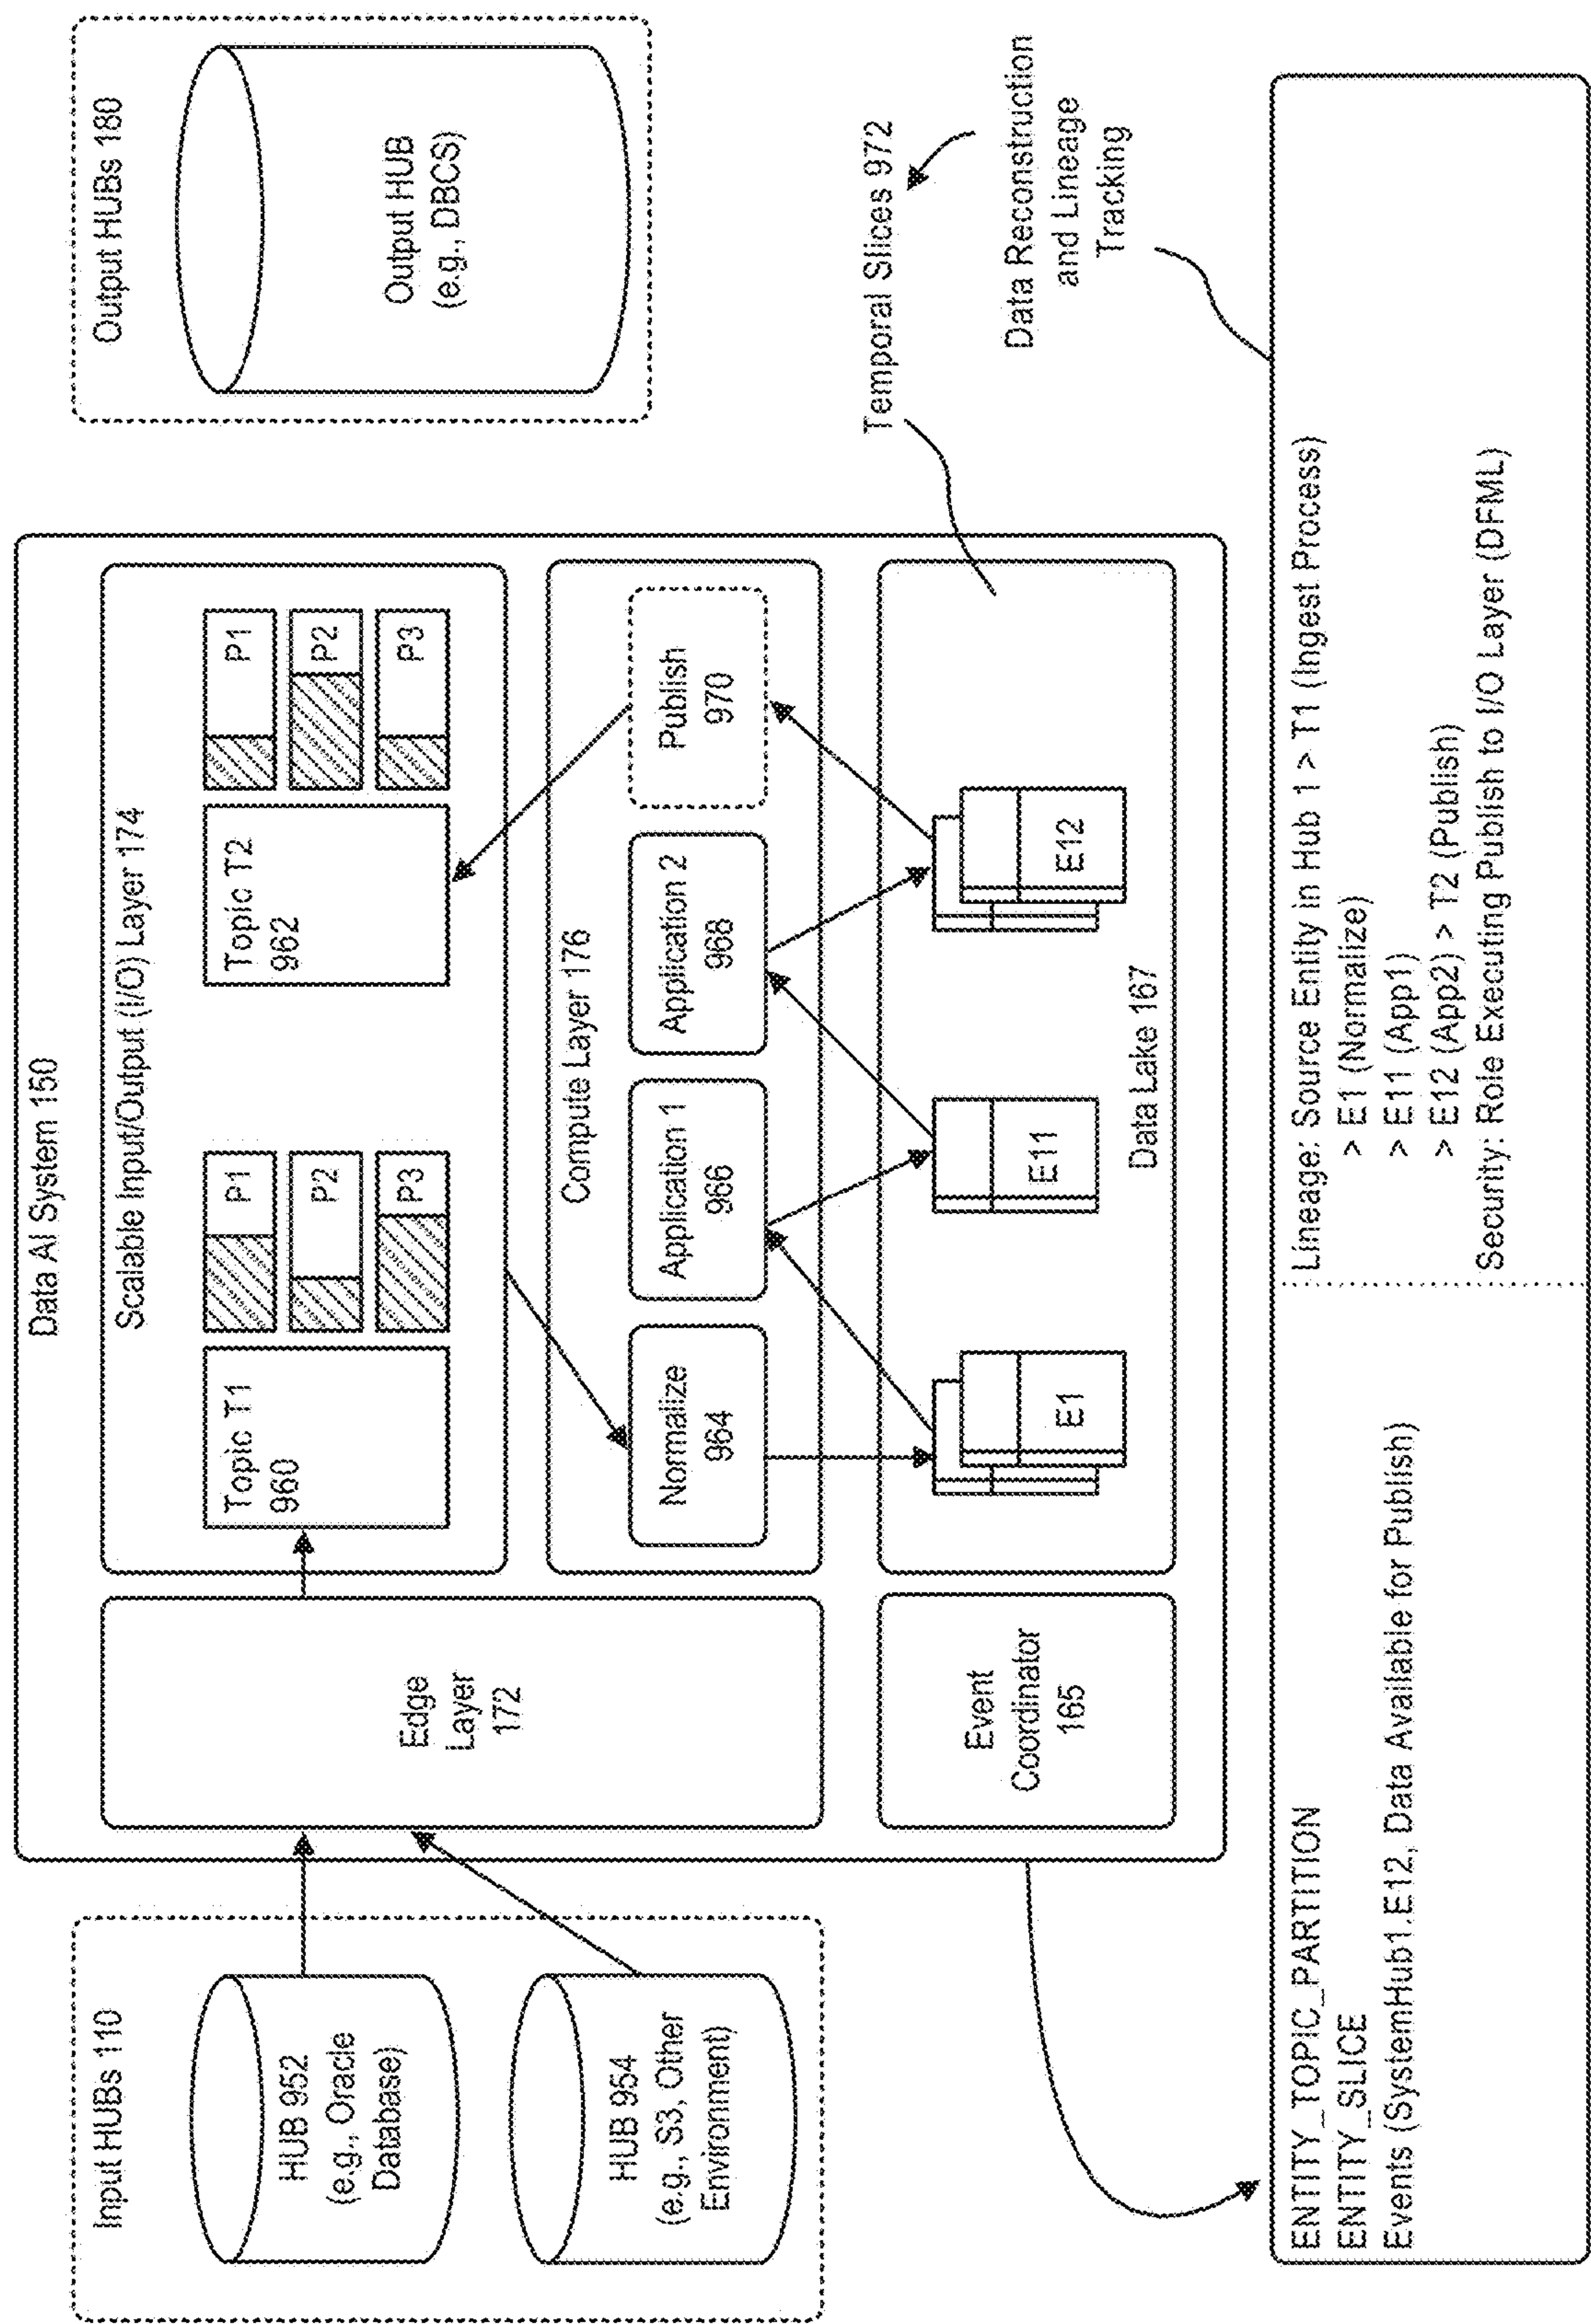 Input HUBs 110
HUB 952
(e.g., Oracle
Database)
HUB 954
(e.g., S3, Other
Environment)
Data AI System 150
Edge
Layer
172
Scalable Input/Output (I/O) Layer 174
Topic T1
960
P1
P2
P3
Topic T2
962
P1
P2
P3
Compute Layer 176
Normalize
964
Application 1
966
Application 2
968
Publish
970
Event
Coordinator
165
E1
E11
E12
Data Lake 167
Output HUBs 180
Output HUB
(e.g., DBCS)
Temporal Slices 972
Data Reconstruction
and Lineage
Tracking
ENTITY_TOPIC_PARTITION
ENTITY_SLICE
Events (SystemHub1.E12, Data Available for Publish)
Lineage: Source Entity in Hub 1 > T1 (Ingest Process)
> E1 (Normalize)
> E11 (App1)
> E12 (App2) > T2 (Publish)
Security: Role Executing Publish to I/O Layer (DFML)